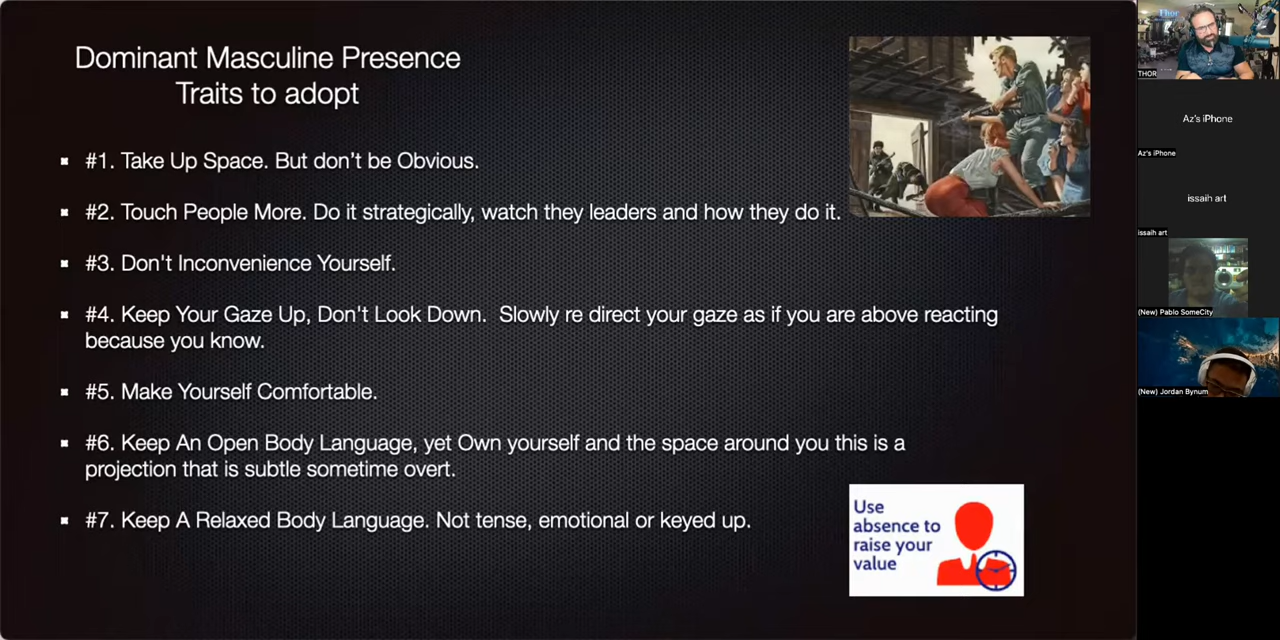 Dominant Masculine Presence
Traits to adopt
#1. Take Up Space. But don't be Obvious.
#2. Touch People More. Do it strategically, watch they leaders and how they do it.
#3. Don't Inconvenience Yourself.
#4. Keep Your Gaze Up, Don't Look Down.  Slowly re direct your gaze as if you are above reacting
because you know.
#5. Make Yourself Comfortable.
#6. Keep An Open Body Language, yet Own yourself and the space around you this is a
projection that is subtle sometime overt.
#7. Keep A Relaxed Body Language. Not tense, emotional or keyed up.
Use
absence to
raise your
value
Thor
THOR
Az's iPhone
Az's iPhone
issaih art
issaih art
(New) Pablo SomeCity
(New) Jordan Bynum